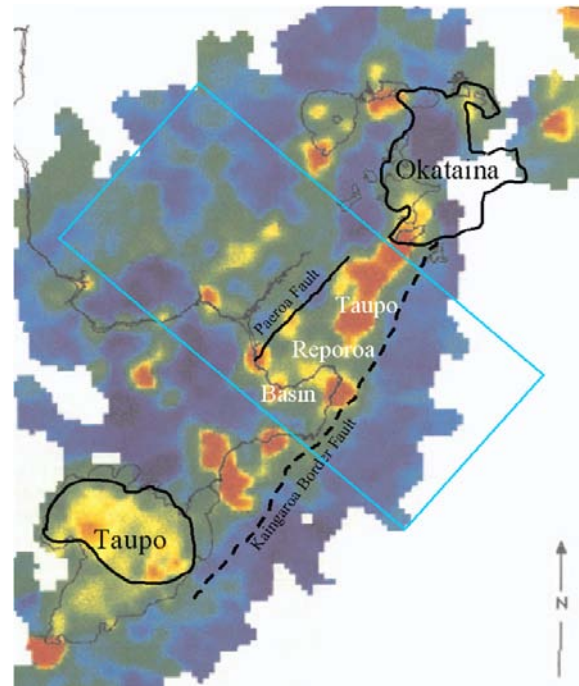 Okataina
Paeroa Fault
Taupo
Reporoa
Basin
Kaingaroa Border Fault
Taupo
N